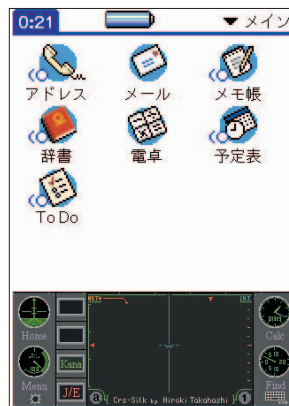 0:21 メイン
アドレス メール メモ帳
辞書 電卓 予定表
To Do
Home Calc
Kana
Menu J/E Find
a Crs-Silk by Hiroki Takahashi 1